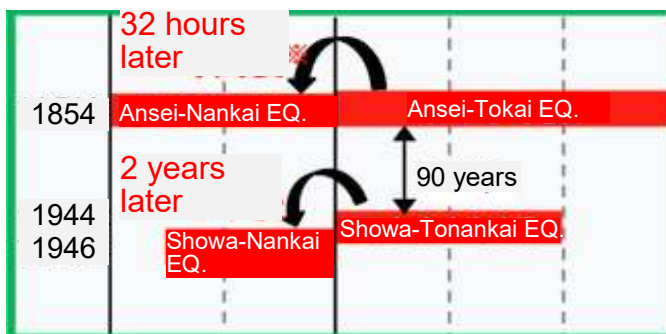 32 hours
later
※
1854
Ansei-Nankai EQ.
Ansei-Tokai EQ.
2 years
later
90 years
1944
1946
Showa-Nankai
EQ.
Showa-Tonankai EQ.